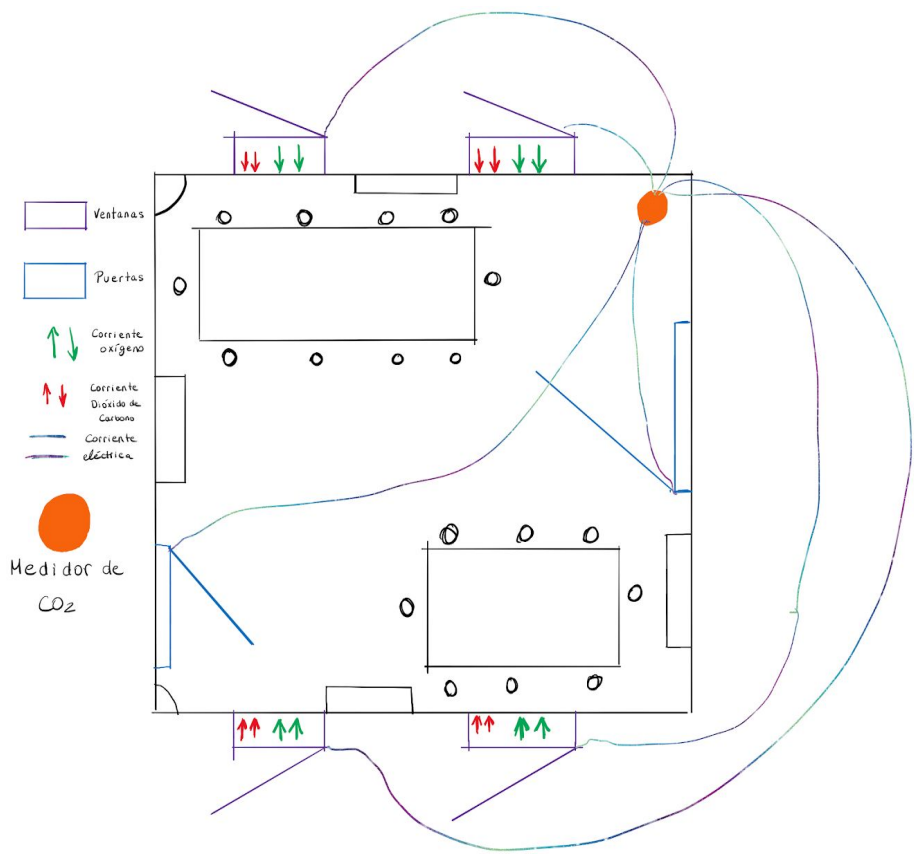 Ventanas
Puertas
Corriente
oxígeno
Corriente
Dióxido de
Carbono
Corriente
eléctrica
Medidor de
CO2